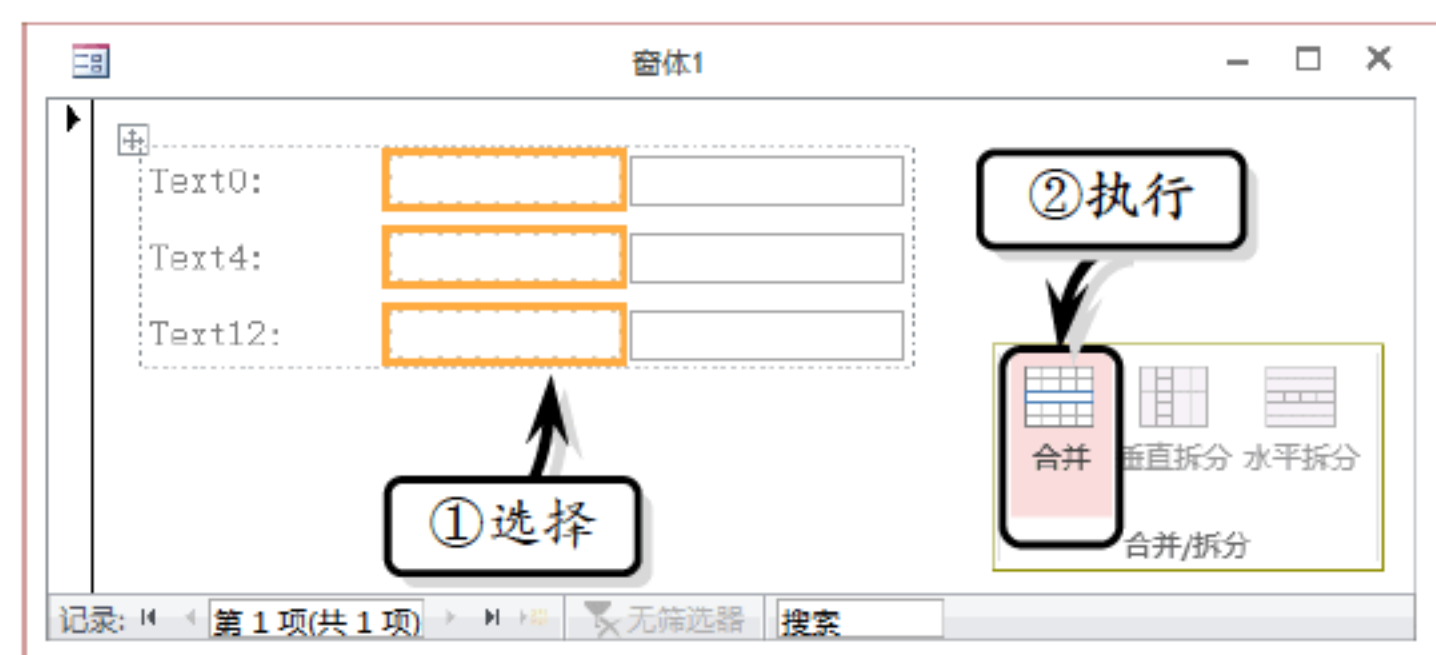 窗体1
Text0:
②执行
Text4:
Text12:
合并 垂直拆分 水平拆分
①选择
合并/拆分
记录: 第 1 项(共 1 项) 无筛选器 搜索